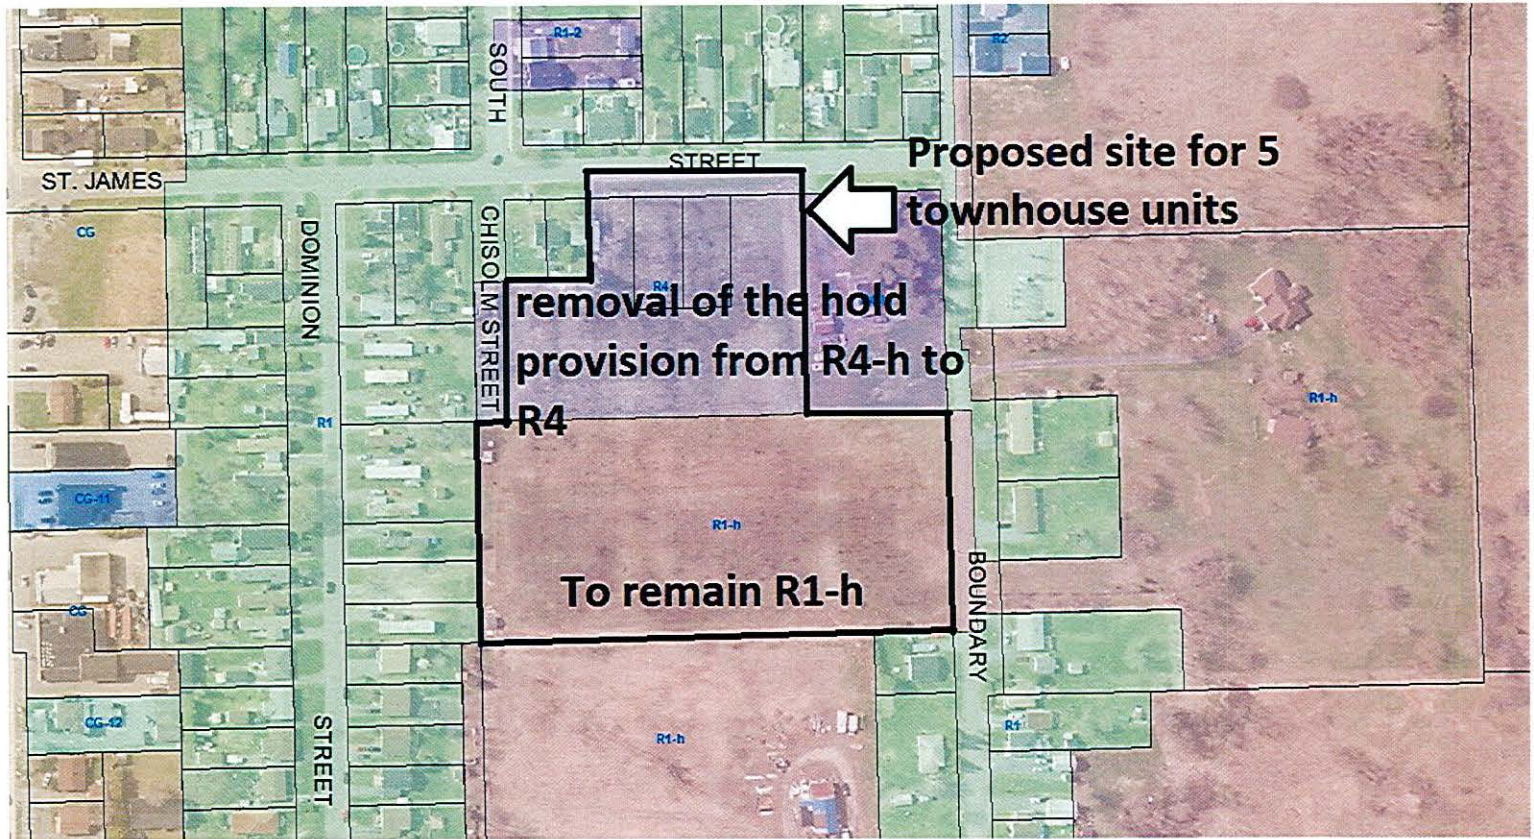 R1-2
R2
SOUTH
STREET
ST. JAMES
Proposed site for 5
townhouse units
CG
DOMINION
CHISOLM STREET
R4
removal of the hold
provision from R4-h to
R4
R1-h
R1
CG-11
R1-h
To remain R1-h
BOUNDARY
CG
CG-12
STREET
R1-h
R1